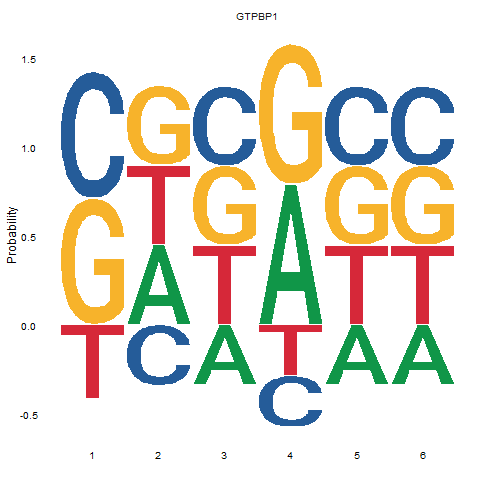 GTPBP1
Probability
1.5
1.0
0.5
0.0
-0.5
C G C G C C
G T G A G G
T A T T T T
C A C A A
1 2 3 4 5 6